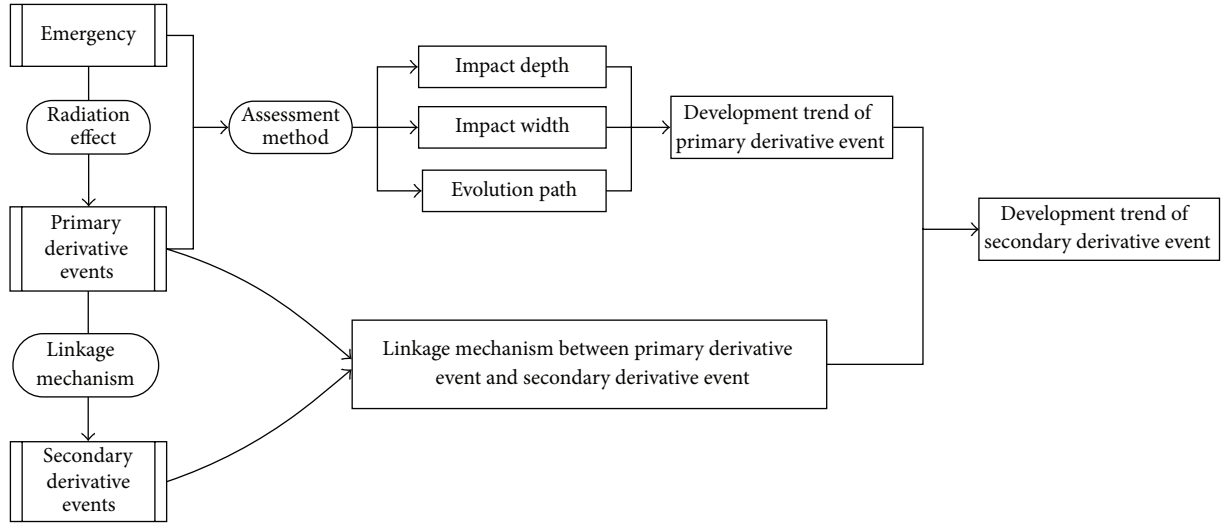 Emergency
Radiation
effect
Primary
derivative
events
Linkage
mechanism
Secondary
derivative
events
Assessment
method
Impact depth
Impact width
Evolution path
Development trend of
primary derivative event
Linkage mechanism between primary derivative
event and secondary derivative event
Development trend of
secondary derivative event